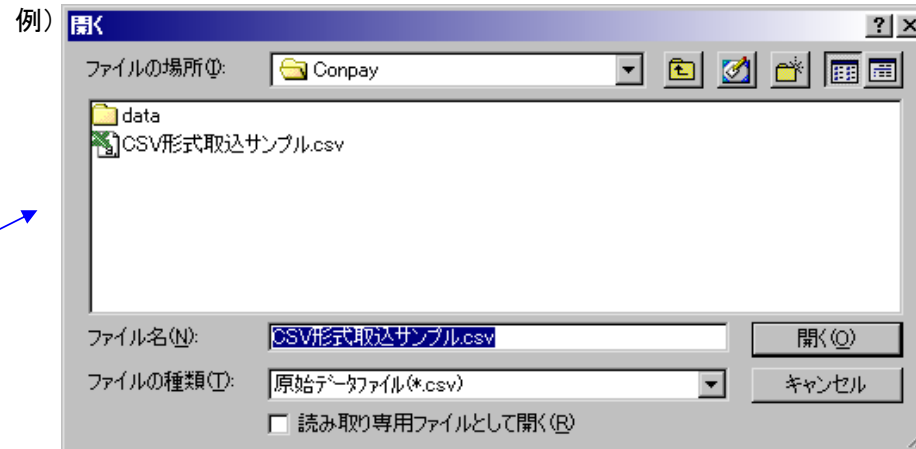 例)
開く
ファイルの場所(I):
Conpay
data
CSV形式取込サンプル.csv
ファイル名(N):
CSV形式取込サンプル.csv
開く(O)
ファイルの種類(T):
原始ﾃﾞｰﾀファイル(*.csv)
キャンセル
読み取り専用ファイルとして開く(R)